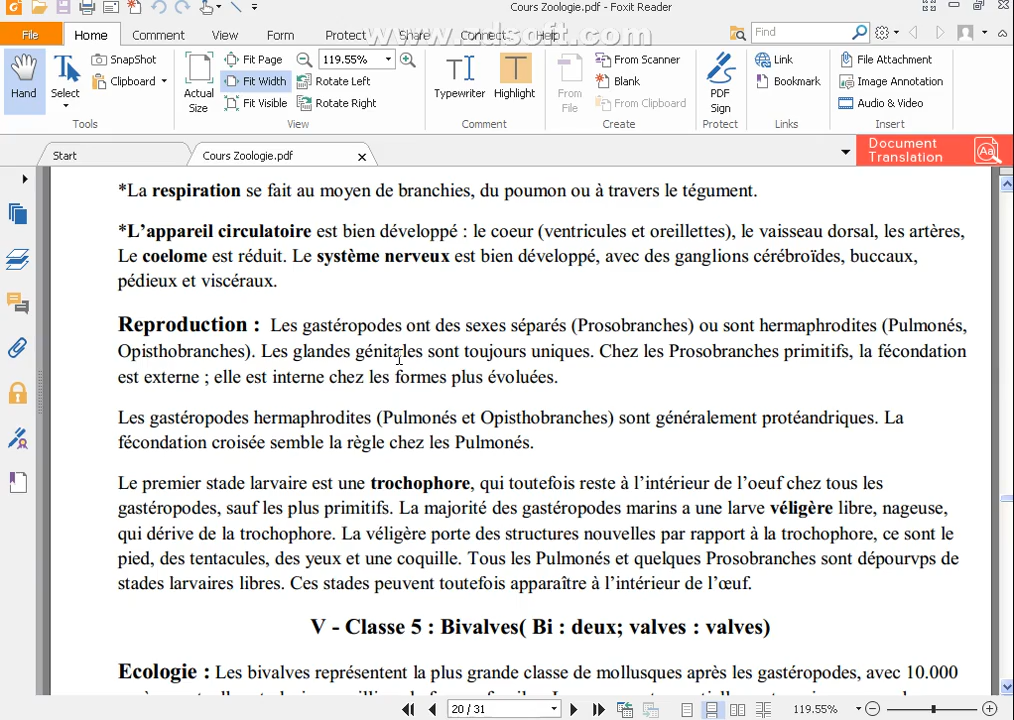 Cours Zoologie.pdf - Foxit Reader
File Home Comment View Form Protect Share Connect Help Find
www.ndsoft.com
Hand
Select
SnapShot
Clipboard
Tools
Actual Size
Fit Page
Fit Width
Fit Visible
119.55%
Rotate Left
Rotate Right
View
Typewriter
Highlight
Comment
From File
From Scanner
Blank
From Clipboard
Create
PDF Sign
Protect
Link
Bookmark
Links
File Attachment
Image Annotation
Audio & Video
Insert
Start
Cours Zoologie.pdf
Document Translation
Aa
*La respiration se fait au moyen de branchies, du poumon ou à travers le tégument.
*L’appareil circulatoire est bien développé : le coeur (ventricules et oreillettes), le vaisseau dorsal, les artères,
Le coelome est réduit. Le système nerveux est bien développé, avec des ganglions cérébroïdes, buccaux,
pédieux et viscéraux.
Reproduction : Les gastéropodes ont des sexes séparés (Prosobranches) ou sont hermaphrodites (Pulmonés,
Opisthobranches). Les glandes génitales sont toujours uniques. Chez les Prosobranches primitifs, la fécondation
est externe ; elle est interne chez les formes plus évoluées.
Les gastéropodes hermaphrodites (Pulmonés et Opisthobranches) sont généralement protéandriques. La
fécondation croisée semble la règle chez les Pulmonés.
Le premier stade larvaire est une trochophore, qui toutefois reste à l’intérieur de l’oeuf chez tous les
gastéropodes, sauf les plus primitifs. La majorité des gastéropodes marins a une larve véligère libre, nageuse,
qui dérive de la trochophore. La véligère porte des structures nouvelles par rapport à la trochophore, ce sont le
pied, des tentacules, des yeux et une coquille. Tous les Pulmonés et quelques Prosobranches sont dépourvps de
stades larvaires libres. Ces stades peuvent toutefois apparaître à l’intérieur de l’œuf.
V - Classe 5 : Bivalves( Bi : deux; valves : valves)
Ecologie : Les bivalves représentent la plus grande classe de mollusques après les gastéropodes, avec 10.000
20 / 31
119.55%